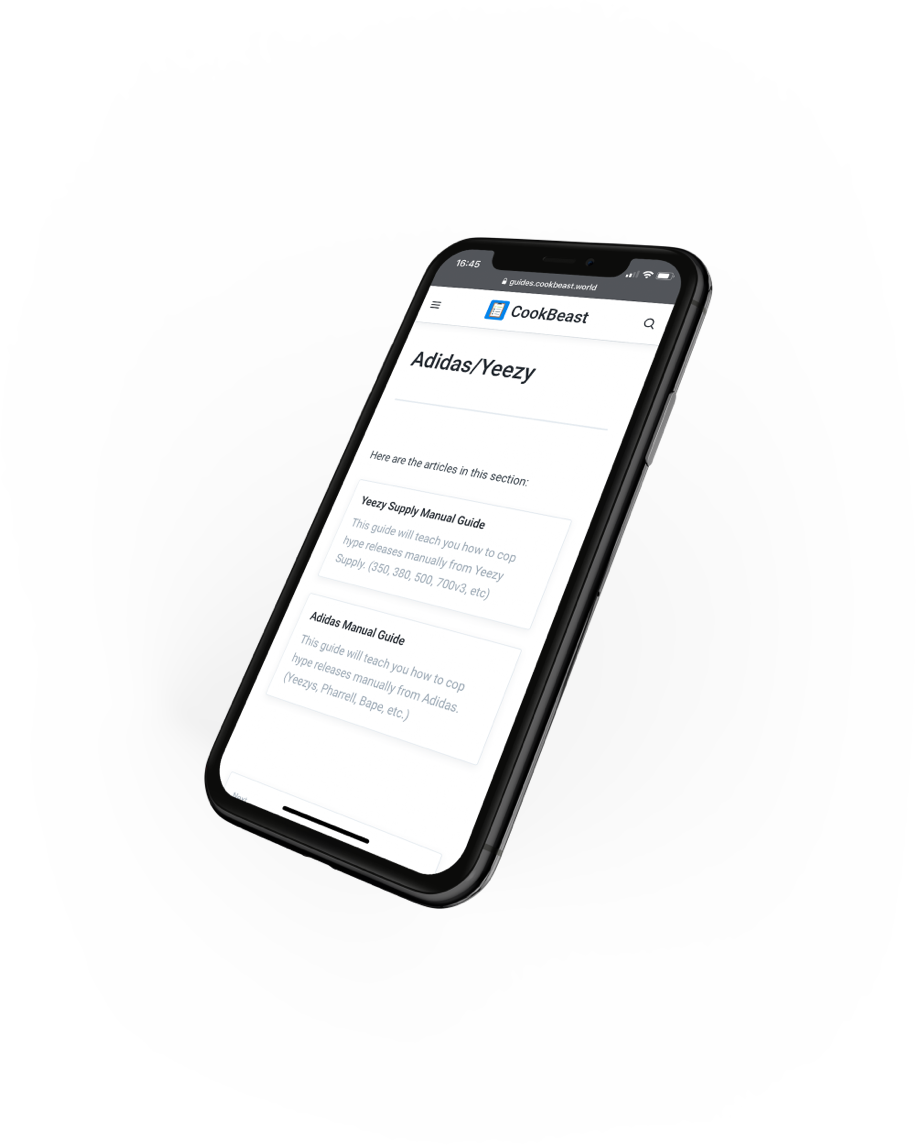 16:45
guides.cookbeast.world
CookBeast
Adidas/Yeezy
Here are the articles in this section:
Yeezy Supply Manual Guide
This guide will teach you how to cop
hype releases manually from Yeezy
Supply. (350, 380, 500, 700v3, etc)
Adidas Manual Guide
This guide will teach you how to cop
hype releases manually from Adidas.
(Yeezys, Pharrell, Bape, etc.)